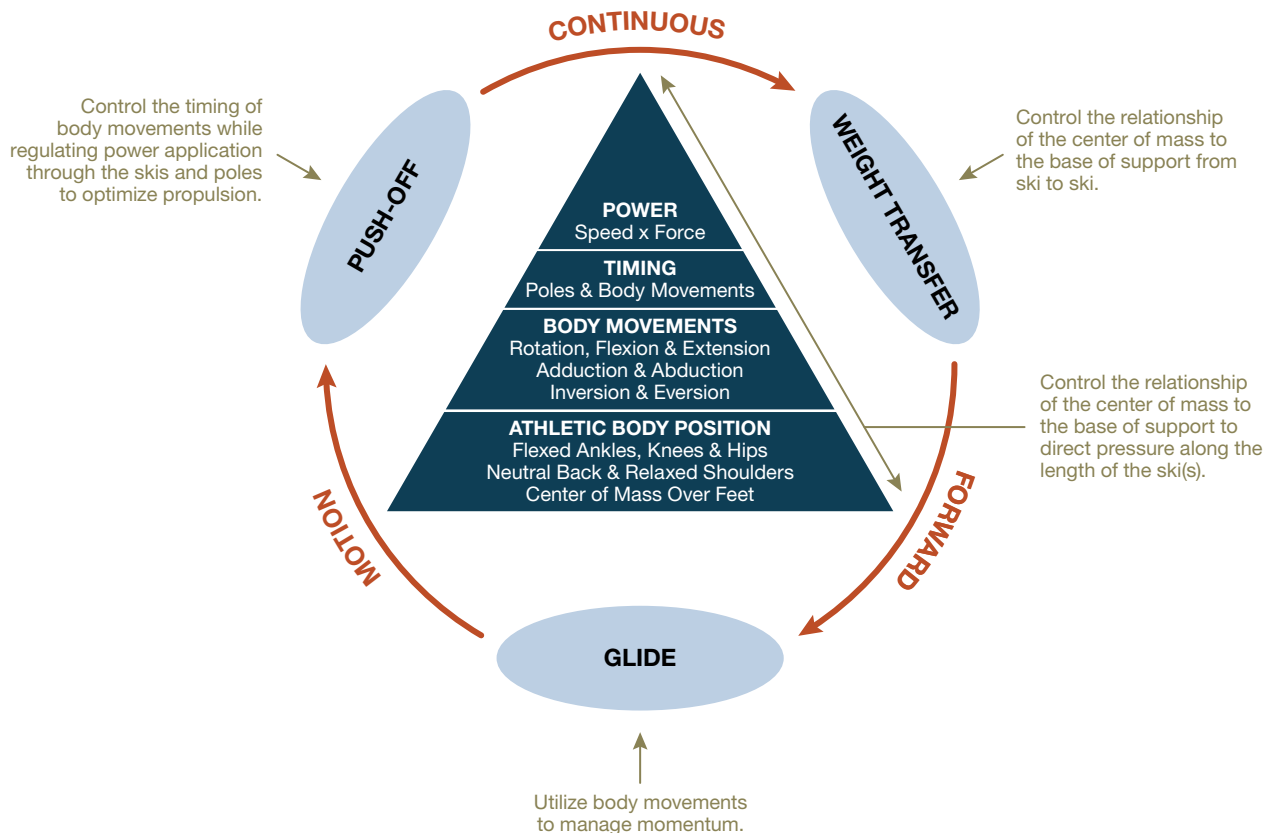 CONTINUOUS
Control the timing of
body movements while
regulating power application
through the skis and poles
to optimize propulsion.
PUSH-OFF
WEIGHT TRANSFER
Control the relationship
of the center of mass to
the base of support from
ski to ski.
POWER
Speed x Force
TIMING
Poles & Body Movements
BODY MOVEMENTS
Rotation, Flexion & Extension
Adduction & Abduction
Inversion & Eversion
ATHLETIC BODY POSITION
Flexed Ankles, Knees & Hips
Neutral Back & Relaxed Shoulders
Center of Mass Over Feet
Control the relationship
of the center of mass to
the base of support to
direct pressure along the
length of the ski(s).
MOTION
FORWARD
GLIDE
Utilize body movements
to manage momentum.